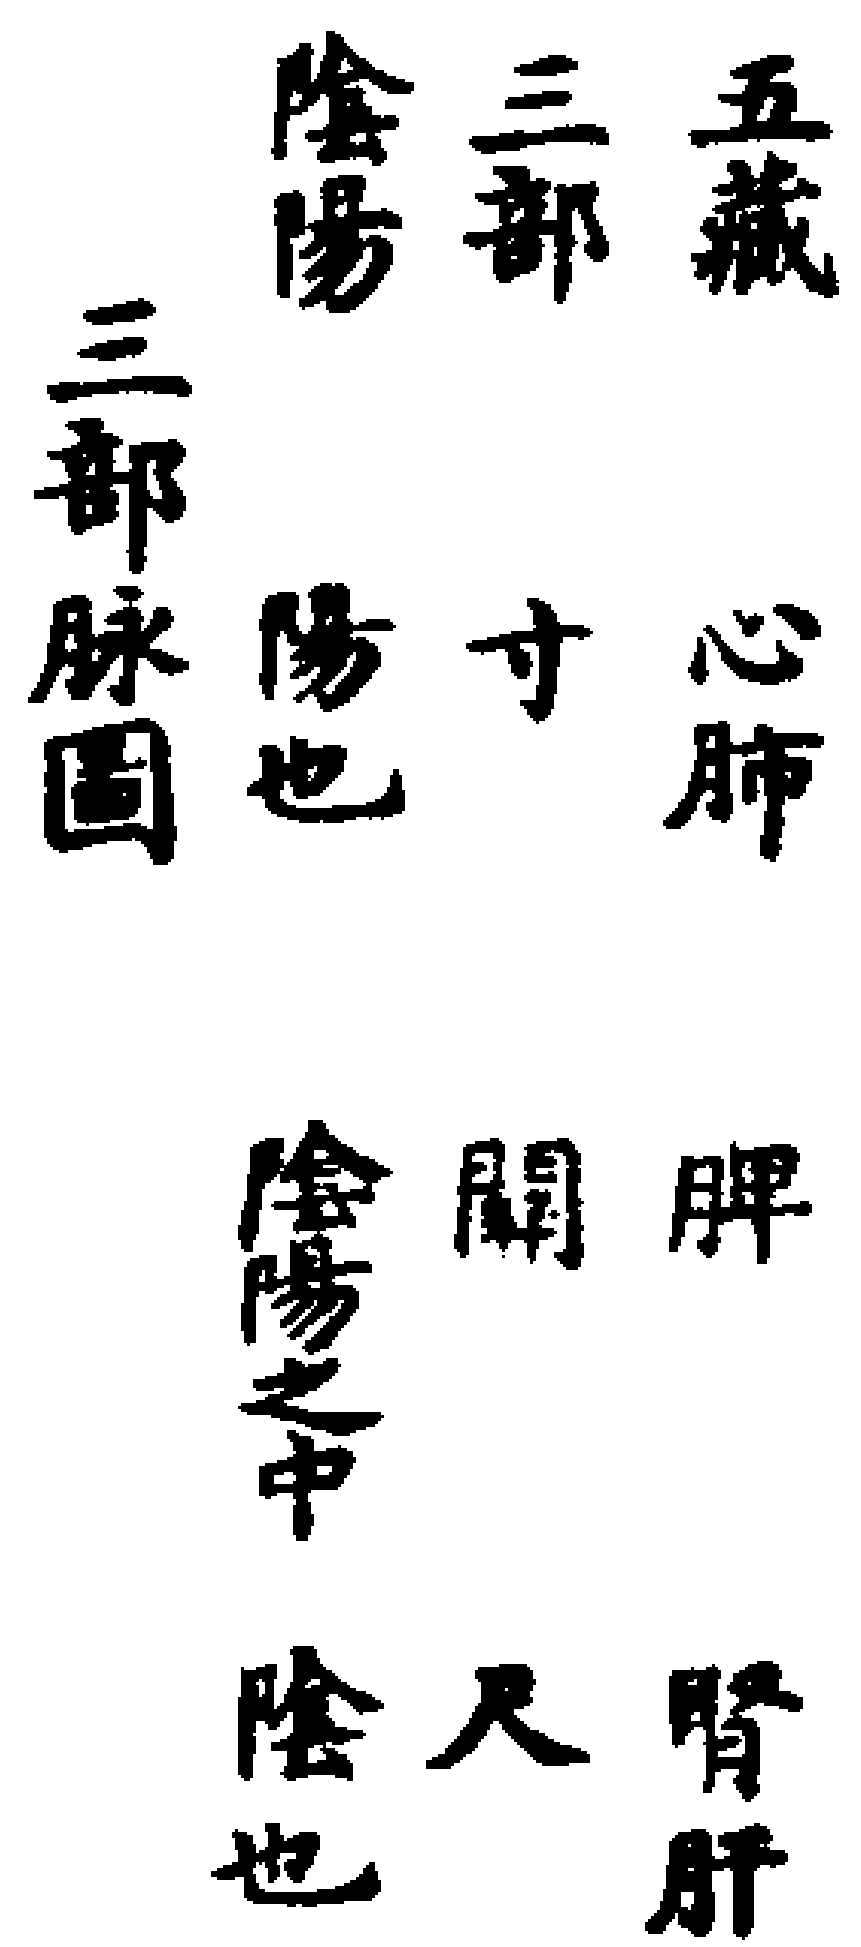 五藏 心肺 脾 腎肝
三部 寸 關 尺
陰陽 陽也 陰陽之中 陰也
三部脉圖